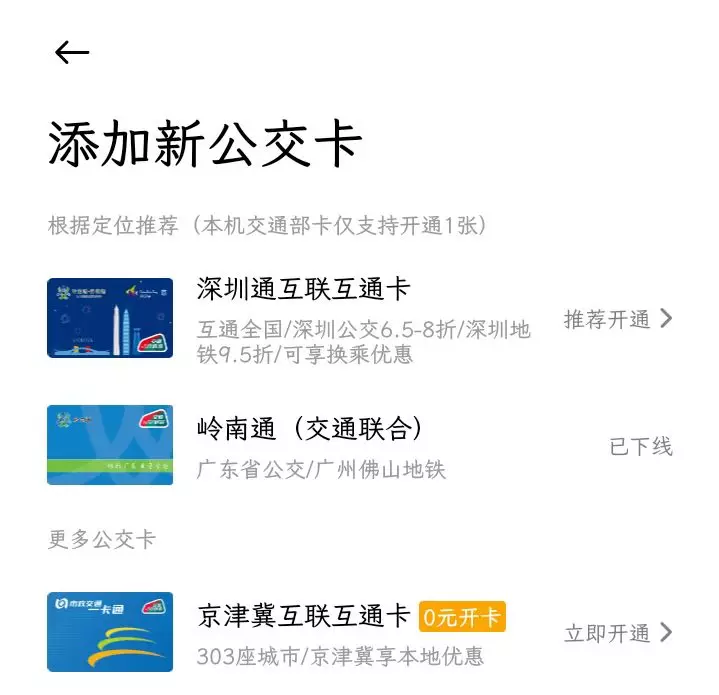 添加新公交卡
根据定位推荐（本机交通部卡仅支持开通1张）
深圳通互联互通卡
互通全国/深圳公交6.5-8折/深圳地
铁9.5折/可享换乘优惠
推荐开通
岭南通（交通联合）
广东省公交/广州佛山地铁
已下线
更多公交卡
市政交通
一卡通
京津冀互联互通卡 0元开卡
303座城市/京津冀享本地优惠
立即开通